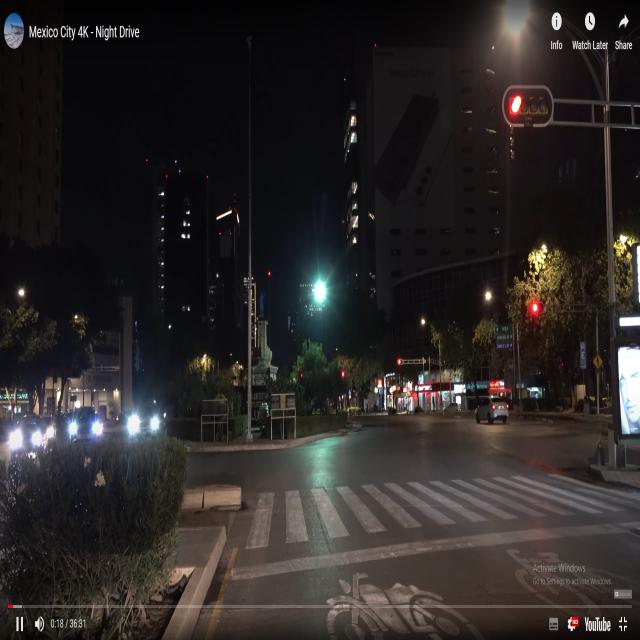 Mexico City 4K - Night Drive
Info
Watch Later
Share
Activate Windows
Go to Settings to activate Windows.
0:18 / 36:31
YouTube